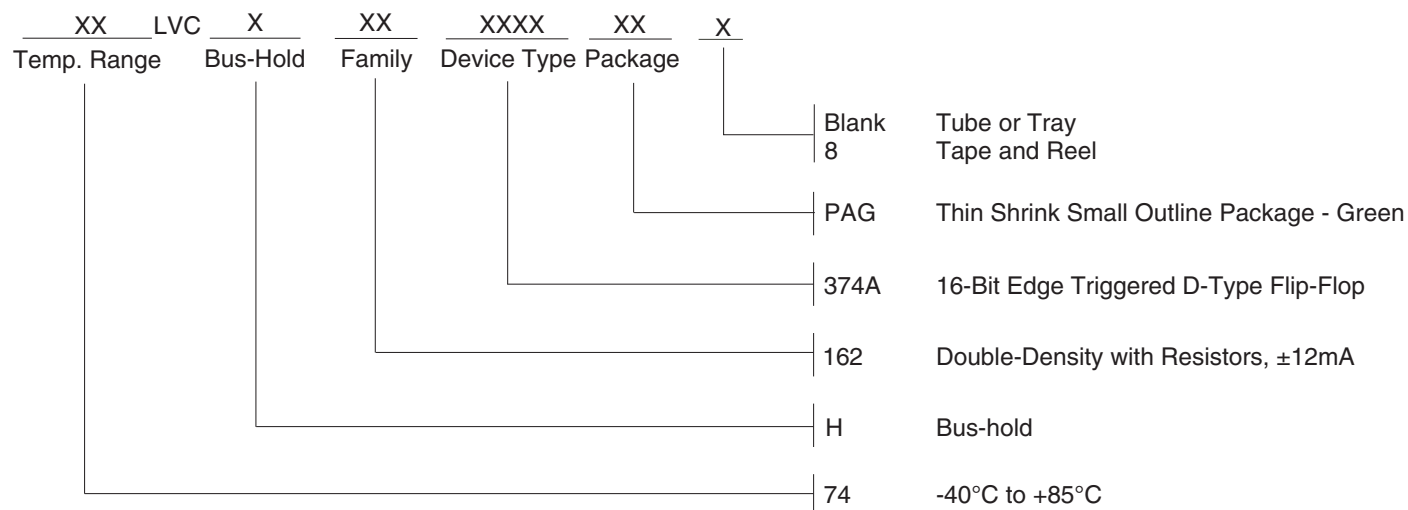 XX LVC X XX XXXX XX X
Temp. Range Bus-Hold Family Device Type Package
Blank Tube or Tray
8 Tape and Reel
PAG Thin Shrink Small Outline Package - Green
374A 16-Bit Edge Triggered D-Type Flip-Flop
162 Double-Density with Resistors, ±12mA
H Bus-hold
74 -40°C to +85°C